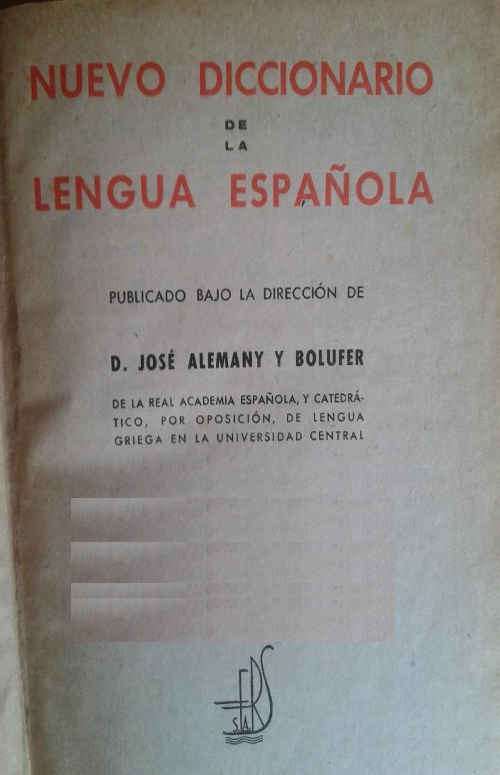 NUEVO DICCIONARIO
DE
LA
LENGUA ESPAÑOLA
PUBLICADO BAJO LA DIRECCIÓN DE
D. JOSÉ ALEMANY Y BOLUFER
DE LA REAL ACADEMIA ESPAÑOLA, Y CATEDRÁ-
TICO, POR OPOSICIÓN, DE LENGUA
GRIEGA EN LA UNIVERSIDAD CENTRAL